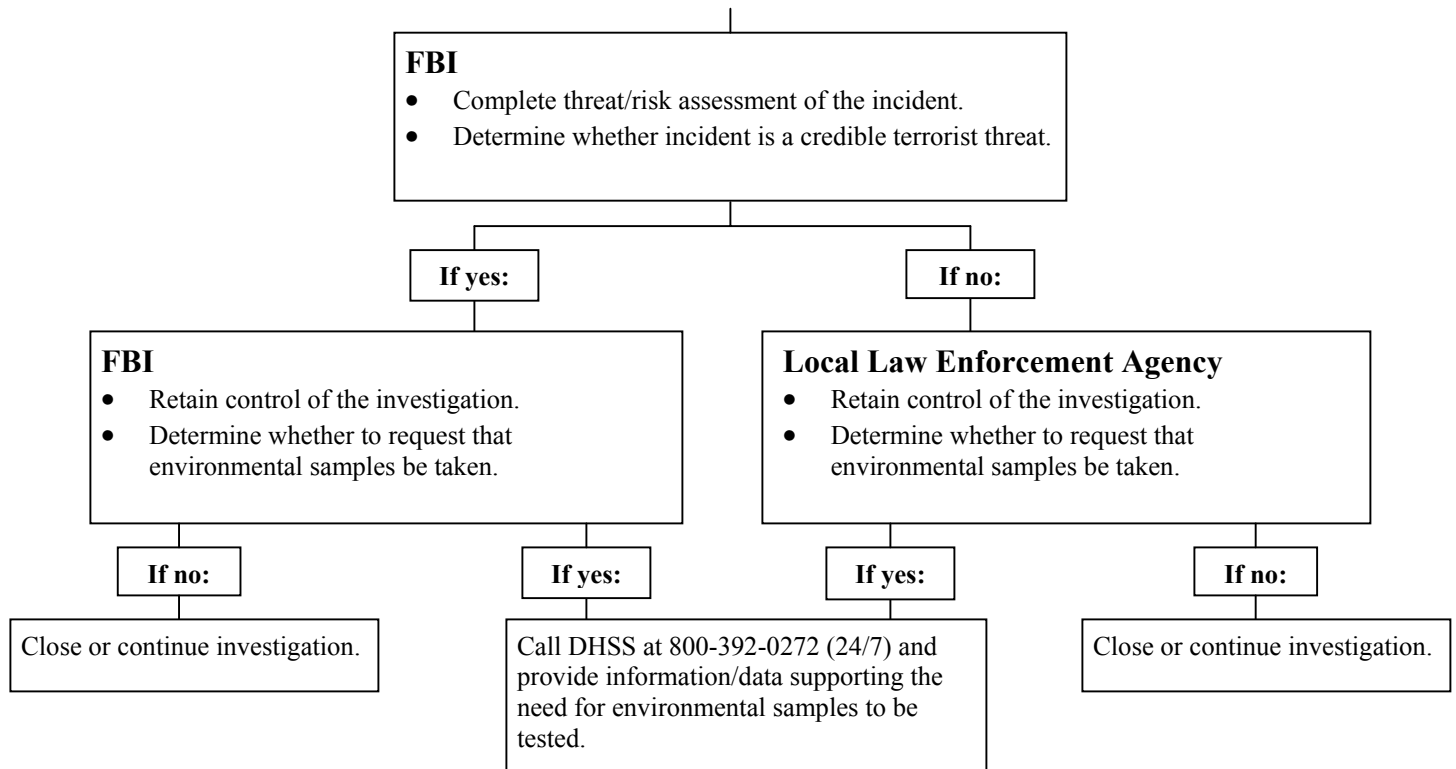 FBI
• Complete threat/risk assessment of the incident.
• Determine whether incident is a credible terrorist threat.
If yes:
If no:
FBI
• Retain control of the investigation.
• Determine whether to request that
environmental samples be taken.
Local Law Enforcement Agency
• Retain control of the investigation.
• Determine whether to request that
environmental samples be taken.
If no:
If yes:
If yes:
If no:
Close or continue investigation.
Call DHSS at 800-392-0272 (24/7) and
provide information/data supporting the
need for environmental samples to be
tested.
Close or continue investigation.